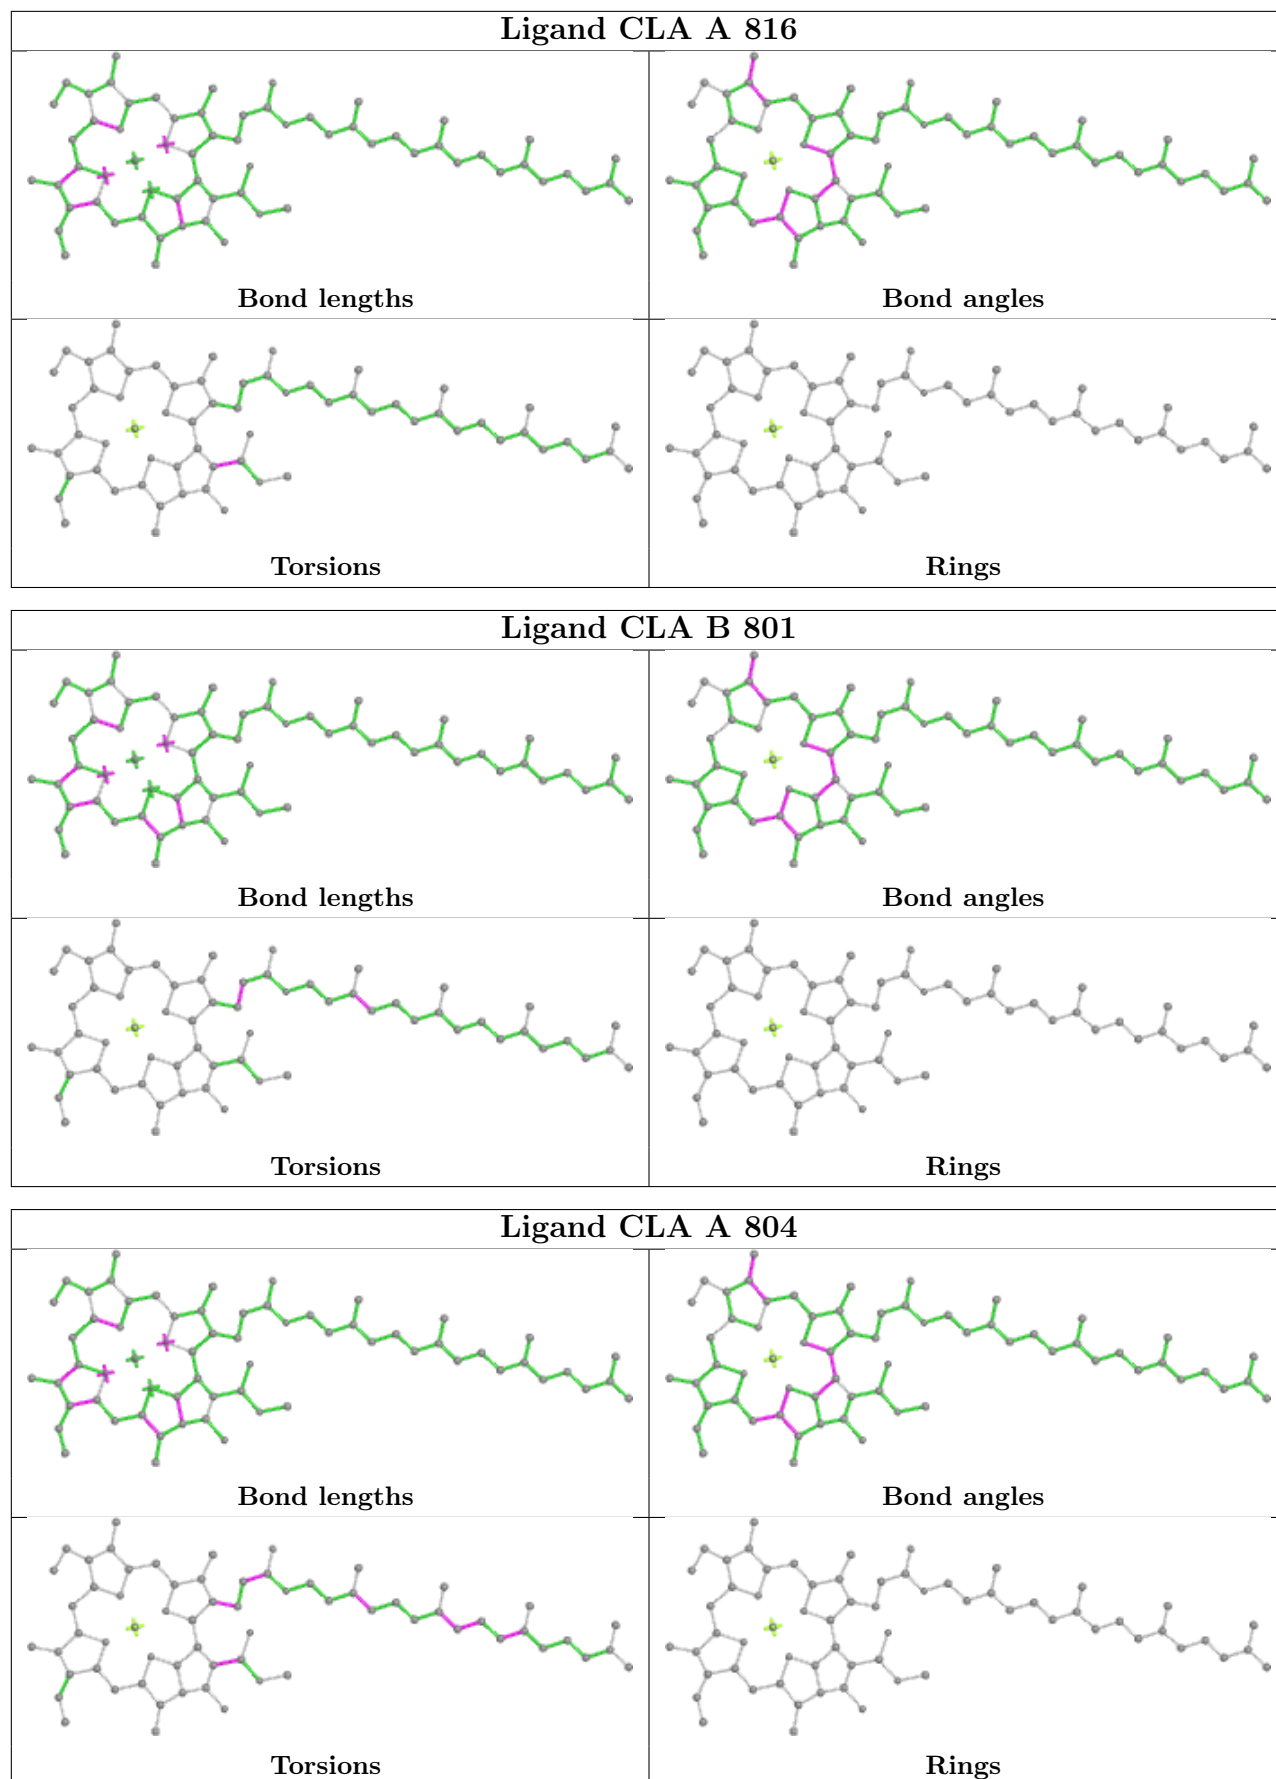 Ligand CLA A 816
Bond lengths
Bond angles
Torsions
Rings
Ligand CLA B 801
Bond lengths
Bond angles
Torsions
Rings
Ligand CLA A 804
Bond lengths
Bond angles
Torsions
Rings